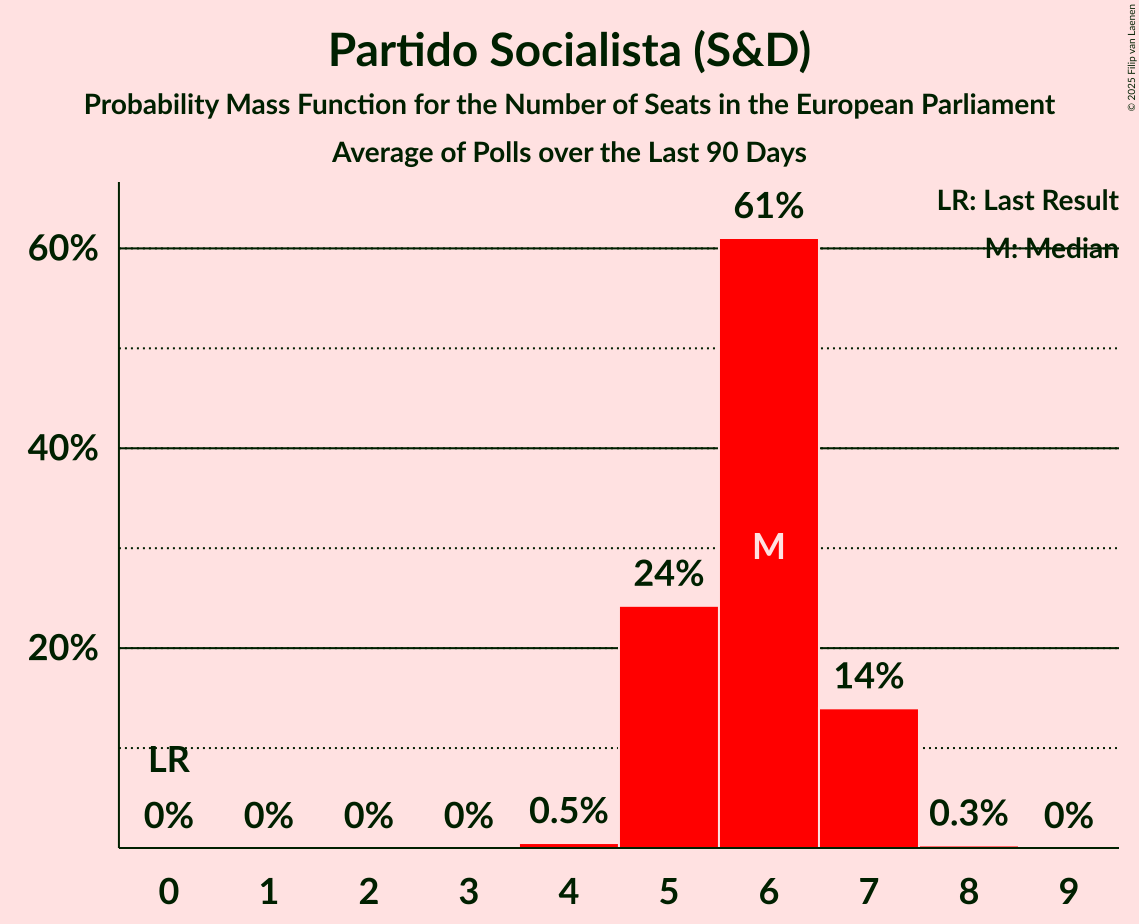 Partido Socialista (S&D)
Probability Mass Function for the Number of Seats in the European Parliament
Average of Polls over the Last 90 Days
© 2025 Filip van Laenen
LR: Last Result
M: Median
60%
40%
20%
61%
M
24%
14%
LR
0%
0%
0%
0%
0.5%
0.3%
0%
0 1 2 3 4 5 6 7 8 9